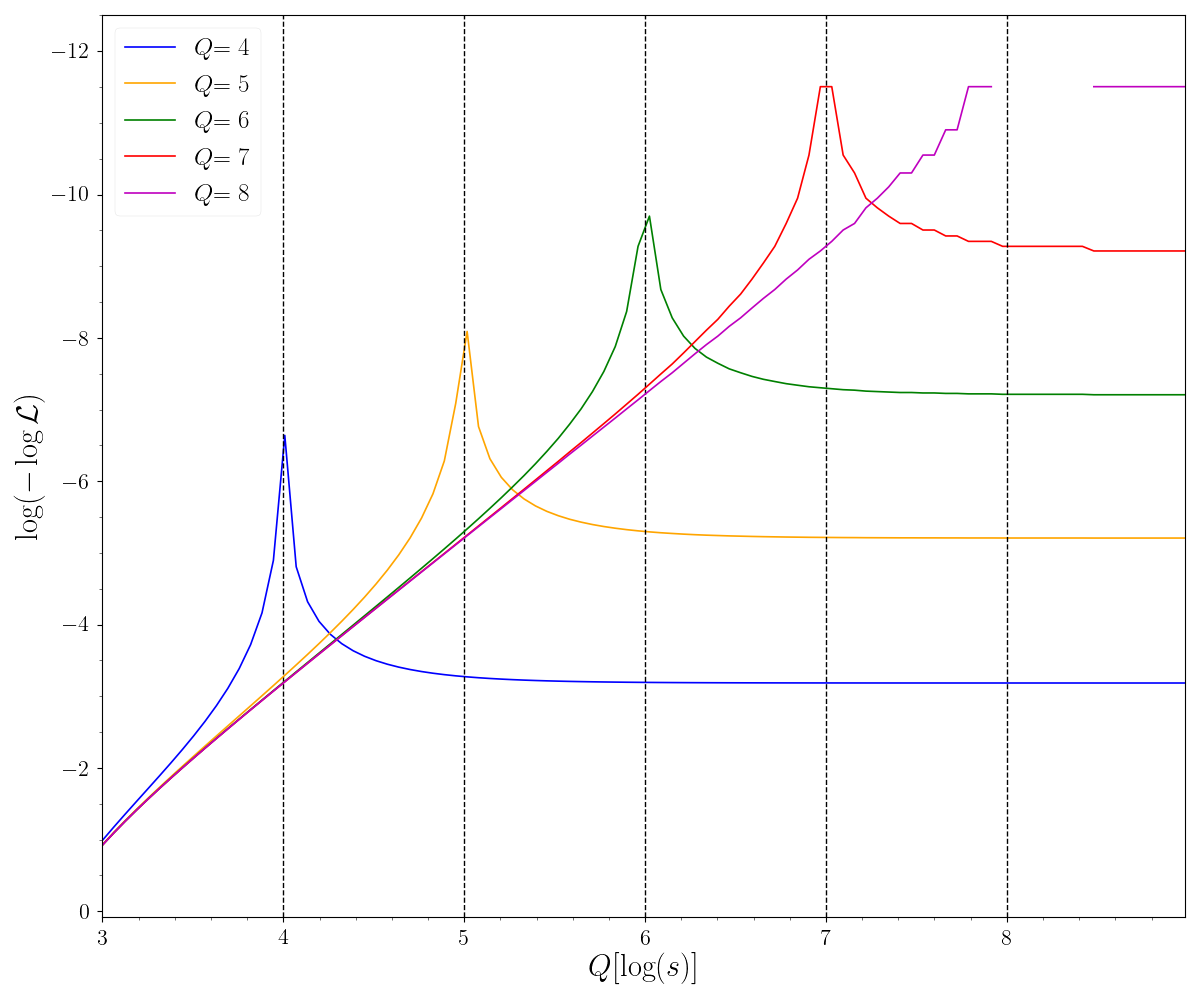 Q= 4
Q= 5
Q= 6
Q= 7
Q= 8
−12
−10
−8
−6
−4
−2
0
log(− log ℒ)
3 4 5 6 7 8
Q[log(s)]